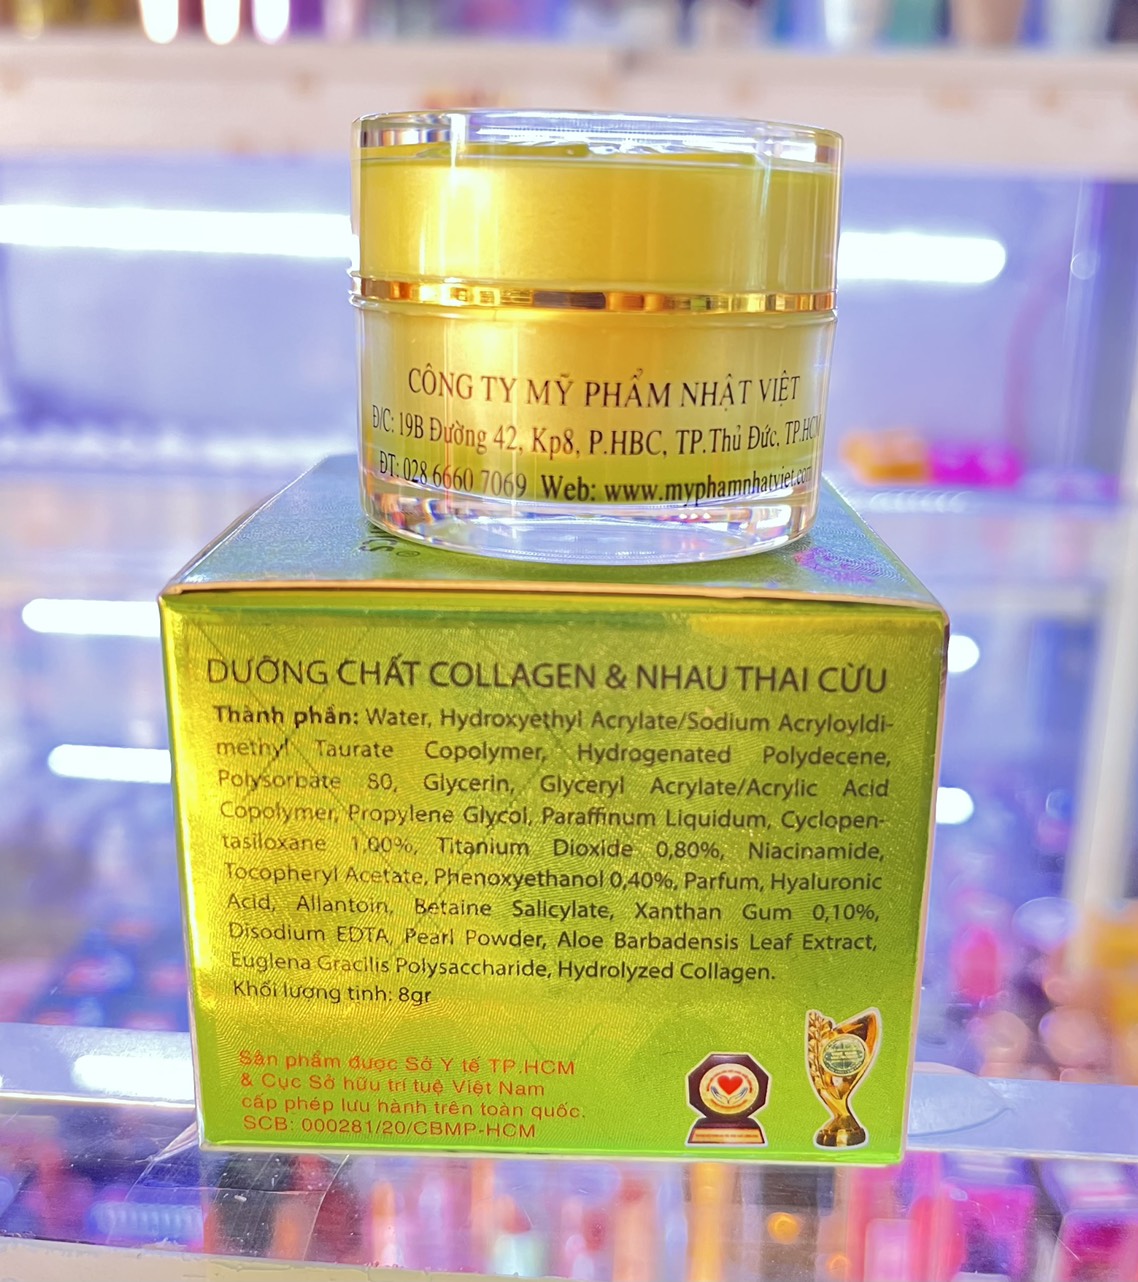 CÔNG TY MỸ PHẨM NHẬT VIỆT
Đ/C: 19B Đường 42, Kp8, P.HBC, TP.Thủ Đức, TP.HCM
ĐT: 028 6660 7069 Web: www.myphamnhatviet.com
DƯỠNG CHẤT COLLAGEN & NHAU THAI CỪU
Thành phần: Water, Hydroxyethyl Acrylate/Sodium Acryloyldi-
methyl Taurate Copolymer, Hydrogenated Polydecene,
Polysorbate 80, Glycerin, Glyceryl Acrylate/Acrylic Acid
Copolymer, Propylene Glycol, Paraffinum Liquidum, Cyclopen-
tasiloxane 1,00%, Titanium Dioxide 0,80%, Niacinamide,
Tocopheryl Acetate, Phenoxyethanol 0,40%, Parfum, Hyaluronic
Acid, Allantoin, Betaine Salicylate, Xanthan Gum 0,10%,
Disodium EDTA, Pearl Powder, Aloe Barbadensis Leaf Extract,
Euglena Gracilis Polysaccharide, Hydrolyzed Collagen.
Khối lượng tịnh: 8gr
Sản phẩm được Sở Y tế TP.HCM
& Cục Sở hữu trí tuệ Việt Nam
cấp phép lưu hành trên toàn quốc.
SCB: 000281/20/CBMP-HCM